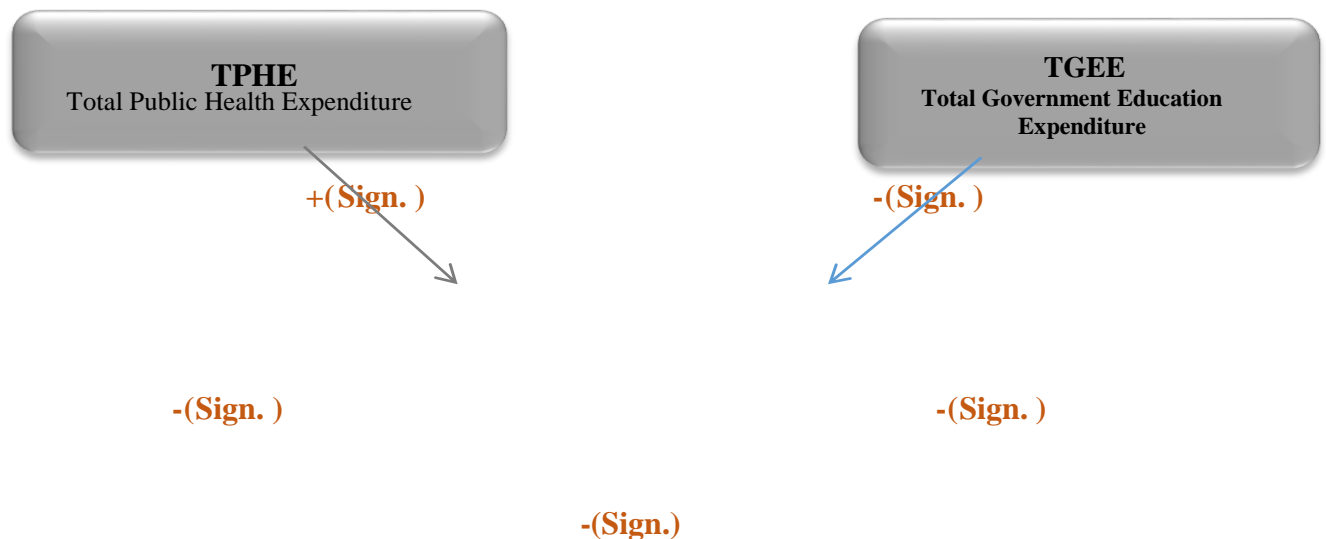 TPHE
Total Public Health Expenditure
TGEE
Total Government Education
Expenditure
+(Sign. )
-(Sign. )
-(Sign. )
-(Sign. )
-(Sign.)